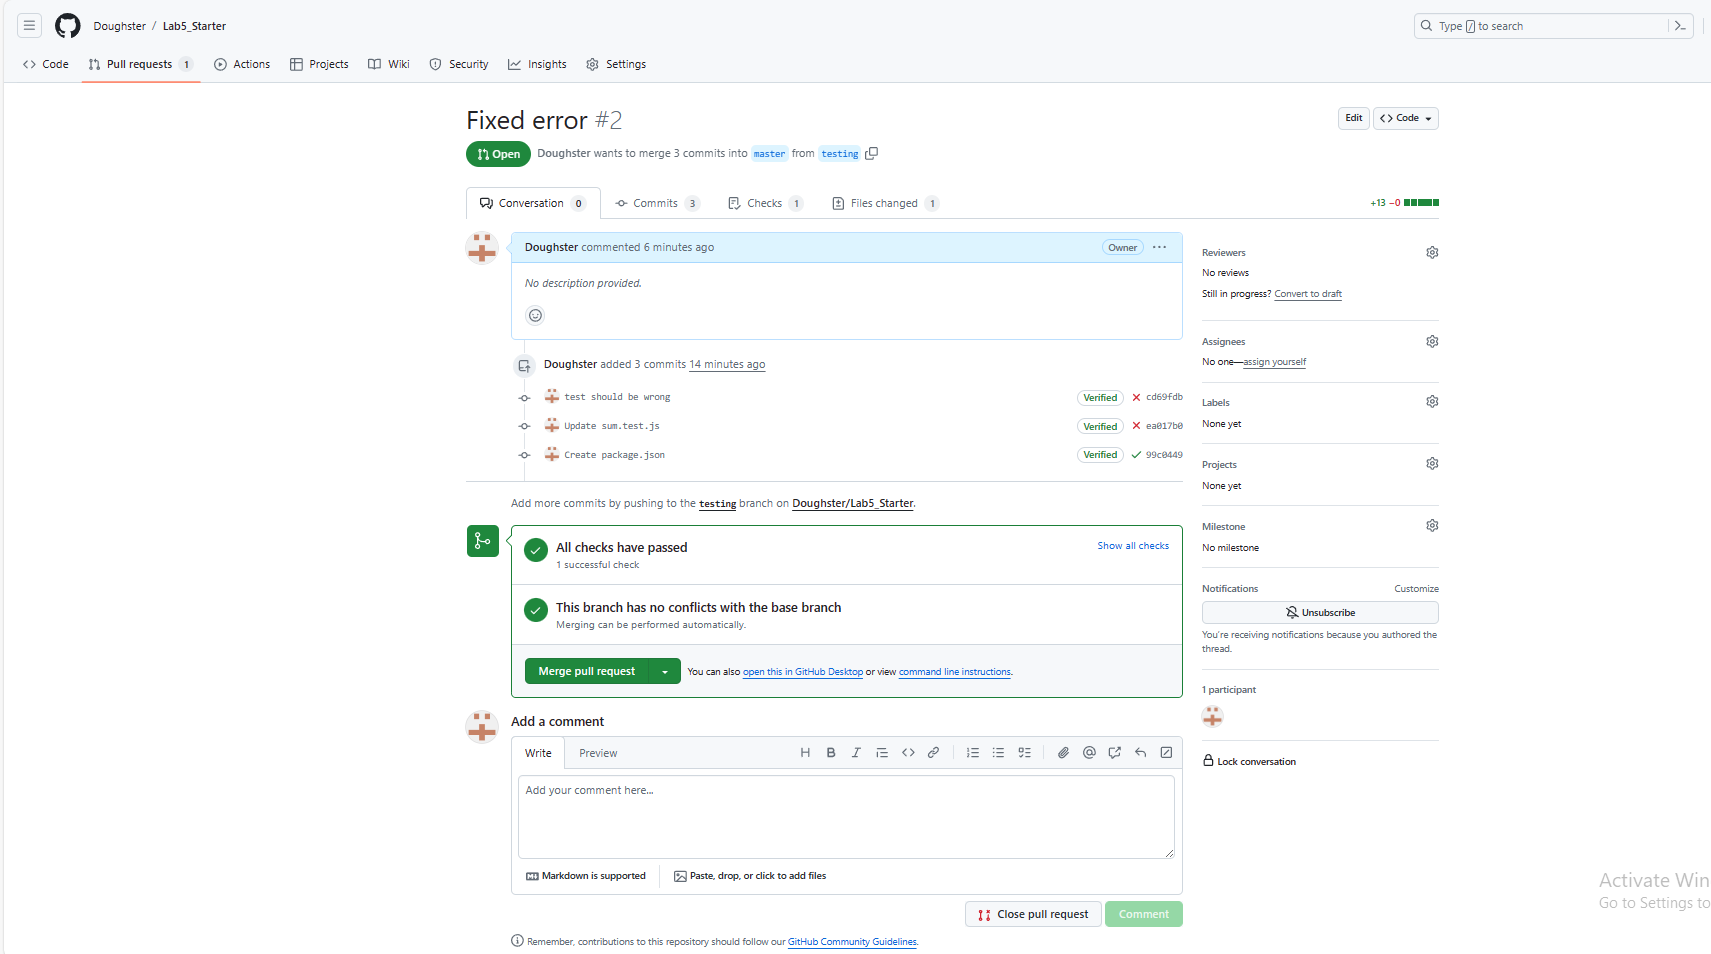 Doughster / Lab5_Starter
Type / to search
Code
Pull requests 1
Actions
Projects
Wiki
Security
Insights
Settings
Fixed error #2
Edit
Code
Open
Doughster wants to merge 3 commits into master from testing
Conversation 0
Commits 3
Checks 1
Files changed 1
+13 −0
Doughster commented 6 minutes ago
Owner
No description provided.
Doughster added 3 commits 14 minutes ago
test should be wrong
Verified
cd69fdb
Update sum.test.js
Verified
ea017b0
Create package.json
Verified
99c0449
Add more commits by pushing to the testing branch on Doughster/Lab5_Starter.
All checks have passed
1 successful check
Show all checks
This branch has no conflicts with the base branch
Merging can be performed automatically.
Merge pull request
You can also open this in GitHub Desktop or view command line instructions.
Add a comment
Write
Preview
Add your comment here...
Markdown is supported
Paste, drop, or click to add files
Close pull request
Comment
Remember, contributions to this repository should follow our GitHub Community Guidelines.
Reviewers
No reviews
Still in progress? Convert to draft
Assignees
No one—assign yourself
Labels
None yet
Projects
None yet
Milestone
No milestone
Notifications
Customize
Unsubscribe
You're receiving notifications because you authored the
thread.
1 participant
Lock conversation
Activate Win
Go to Settings to